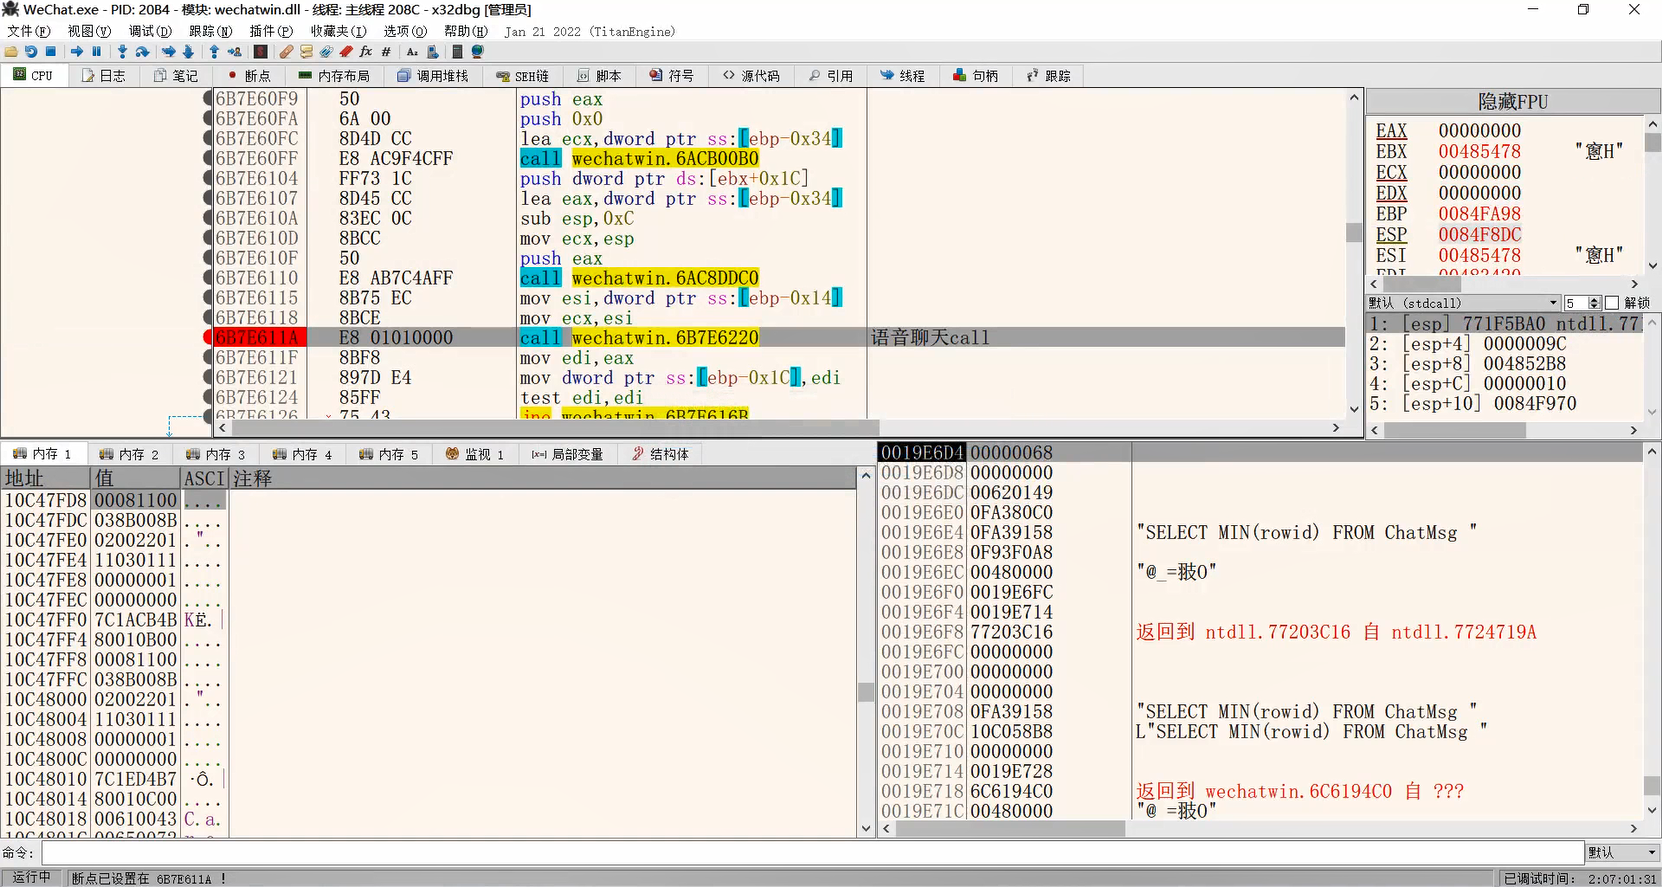 WeChat.exe - PID: 20B4 - 模块: wechatwin.dll - 线程: 主线程 208C - x32dbg [管理员]
文件(F) 视图(V) 调试(D) 跟踪(N) 插件(P) 收藏夹(I) 选项(O) 帮助(H) Jan 21 2022 (TitanEngine)
CPU 日志 笔记 断点 内存布局 调用堆栈 SEH链 脚本 符号 源代码 引用 线程 句柄 跟踪
6B7E60F9 50 push eax
6B7E60FA 6A 00 push 0x0
6B7E60FC 8D4D CC lea ecx,dword ptr ss:[ebp-0x34]
6B7E60FF E8 AC9F4CFF call wechatwin.6ACB00B0
6B7E6104 FF73 1C push dword ptr ds:[ebx+0x1C]
6B7E6107 8D45 CC lea eax,dword ptr ss:[ebp-0x34]
6B7E610A 83EC 0C sub esp,0xC
6B7E610D 8BCC mov ecx,esp
6B7E610F 50 push eax
6B7E6110 E8 AB7C4AFF call wechatwin.6AC8DDC0
6B7E6115 8B75 EC mov esi,dword ptr ss:[ebp-0x14]
6B7E6118 8BCE mov ecx,esi
6B7E611A E8 01010000 call wechatwin.6B7E6220 语音聊天call
6B7E611F 8BF8 mov edi,eax
6B7E6121 897D E4 mov dword ptr ss:[ebp-0x1C],edi
6B7E6124 85FF test edi,edi
6B7E6126 75 43 jne wechatwin.6B7E616B
隐藏FPU
EAX 00000000
EBX 00485478 "窻H"
ECX 00000000
EDX 00000000
EBP 0084FA98
ESP 0084F8DC
ESI 00485478 "窻H"
默认 (stdcall) 5 解锁
1: [esp] 771F5BA0 ntdll.77
2: [esp+4] 0000009C
3: [esp+8] 004852B8
4: [esp+C] 00000010
5: [esp+10] 0084F970
内存 1 内存 2 内存 3 内存 4 内存 5 监视 1 [x=] 局部变量 结构体
地址 值 ASCI 注释
10C47FD8 00081100 ....
10C47FDC 038B008B ....
10C47FE0 02002201 ."..
10C47FE4 11030111 ....
10C47FE8 00000001 ....
10C47FEC 00000000 ....
10C47FF0 7C1ACB4B KË.|
10C47FF4 80010B00 ....
10C47FF8 00081100 ....
10C47FFC 038B008B ....
10C48000 02002201 ."..
10C48004 11030111 ....
10C48008 00000001 ....
10C4800C 00000000 ....
10C48010 7C1ED4B7 ·Ô.|
10C48014 80010C00 ....
10C48018 00610043 C.a.
0019E6D4 00000068
0019E6D8 00000000
0019E6DC 00620149
0019E6E0 0FA380C0
0019E6E4 0FA39158 "SELECT MIN(rowid) FROM ChatMsg "
0019E6E8 0F93F0A8
0019E6EC 00480000 "@_=翄O"
0019E6F0 0019E6FC
0019E6F4 0019E714
0019E6F8 77203C16 返回到 ntdll.77203C16 自 ntdll.7724719A
0019E6FC 00000000
0019E700 00000000
0019E704 00000000
0019E708 0FA39158 "SELECT MIN(rowid) FROM ChatMsg "
0019E70C 10C058B8 L"SELECT MIN(rowid) FROM ChatMsg "
0019E710 00000000
0019E714 0019E728
0019E718 6C6194C0 返回到 wechatwin.6C6194C0 自 ???
0019E71C 00480000 "@_=翄O"
命令: 默认
运行中 断点已设置在 6B7E611A ! 已调试时间: 2:07:01:31